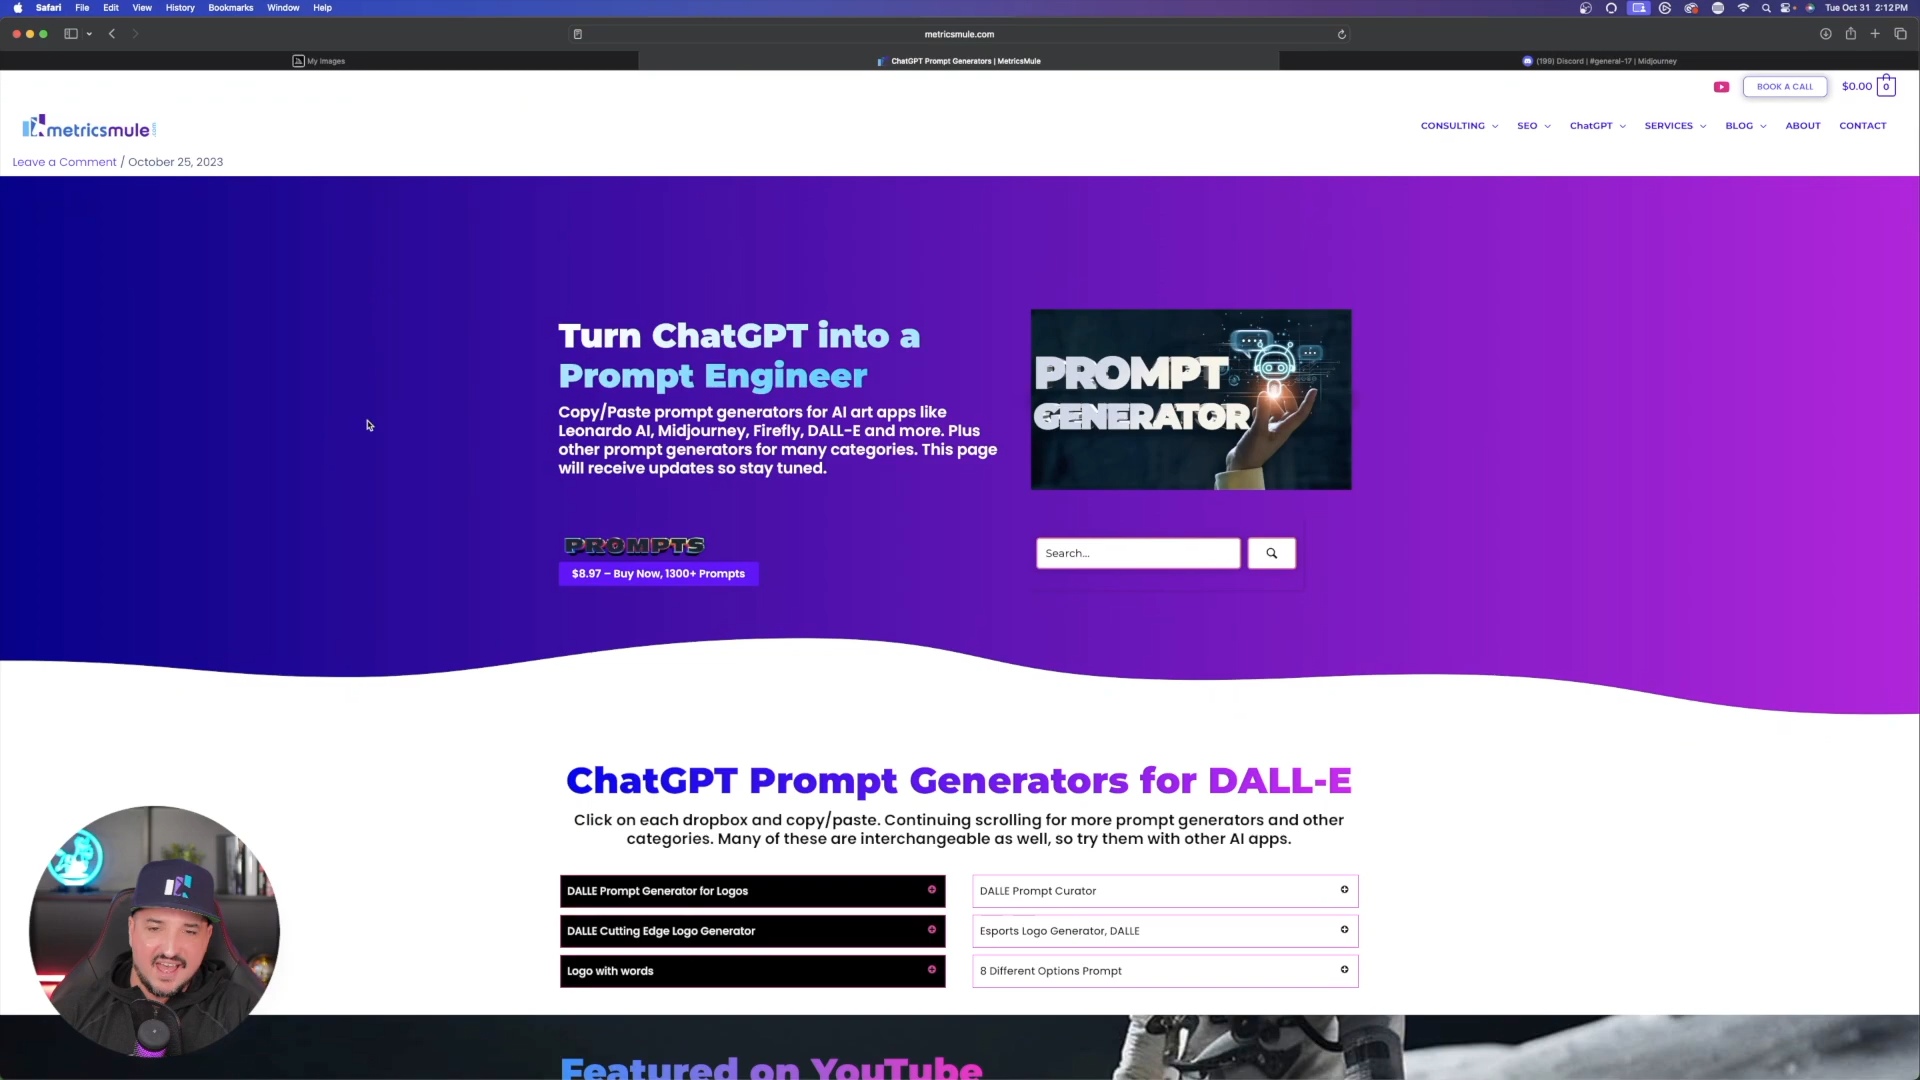 Safari File Edit View History Bookmarks Window Help
Tue Oct 31 2:12 PM
metricsmule.com
My Images
ChatGPT Prompt Generators | MetricsMule
(199) Discord | #general-17 | Midjourney
BOOK A CALL
$0.00
0
metricsmule
CONSULTING SEO ChatGPT SERVICES BLOG ABOUT CONTACT
Leave a Comment / October 25, 2023
Turn ChatGPT into a
Prompt Engineer
Copy/Paste prompt generators for AI art apps like
Leonardo AI, Midjourney, Firefly, DALL-E and more. Plus
other prompt generators for many categories. This page
will receive updates so stay tuned.
PROMPT
GENERATOR
PROMPTS
$8.97 – Buy Now, 1300+ Prompts
Search...
ChatGPT Prompt Generators for DALL-E
Click on each dropbox and copy/paste. Continuing scrolling for more prompt generators and other
categories. Many of these are interchangeable as well, so try them with other AI apps.
DALLE Prompt Generator for Logos
DALLE Prompt Curator
DALLE Cutting Edge Logo Generator
Esports Logo Generator, DALLE
Logo with words
8 Different Options Prompt
Featured on YouTube